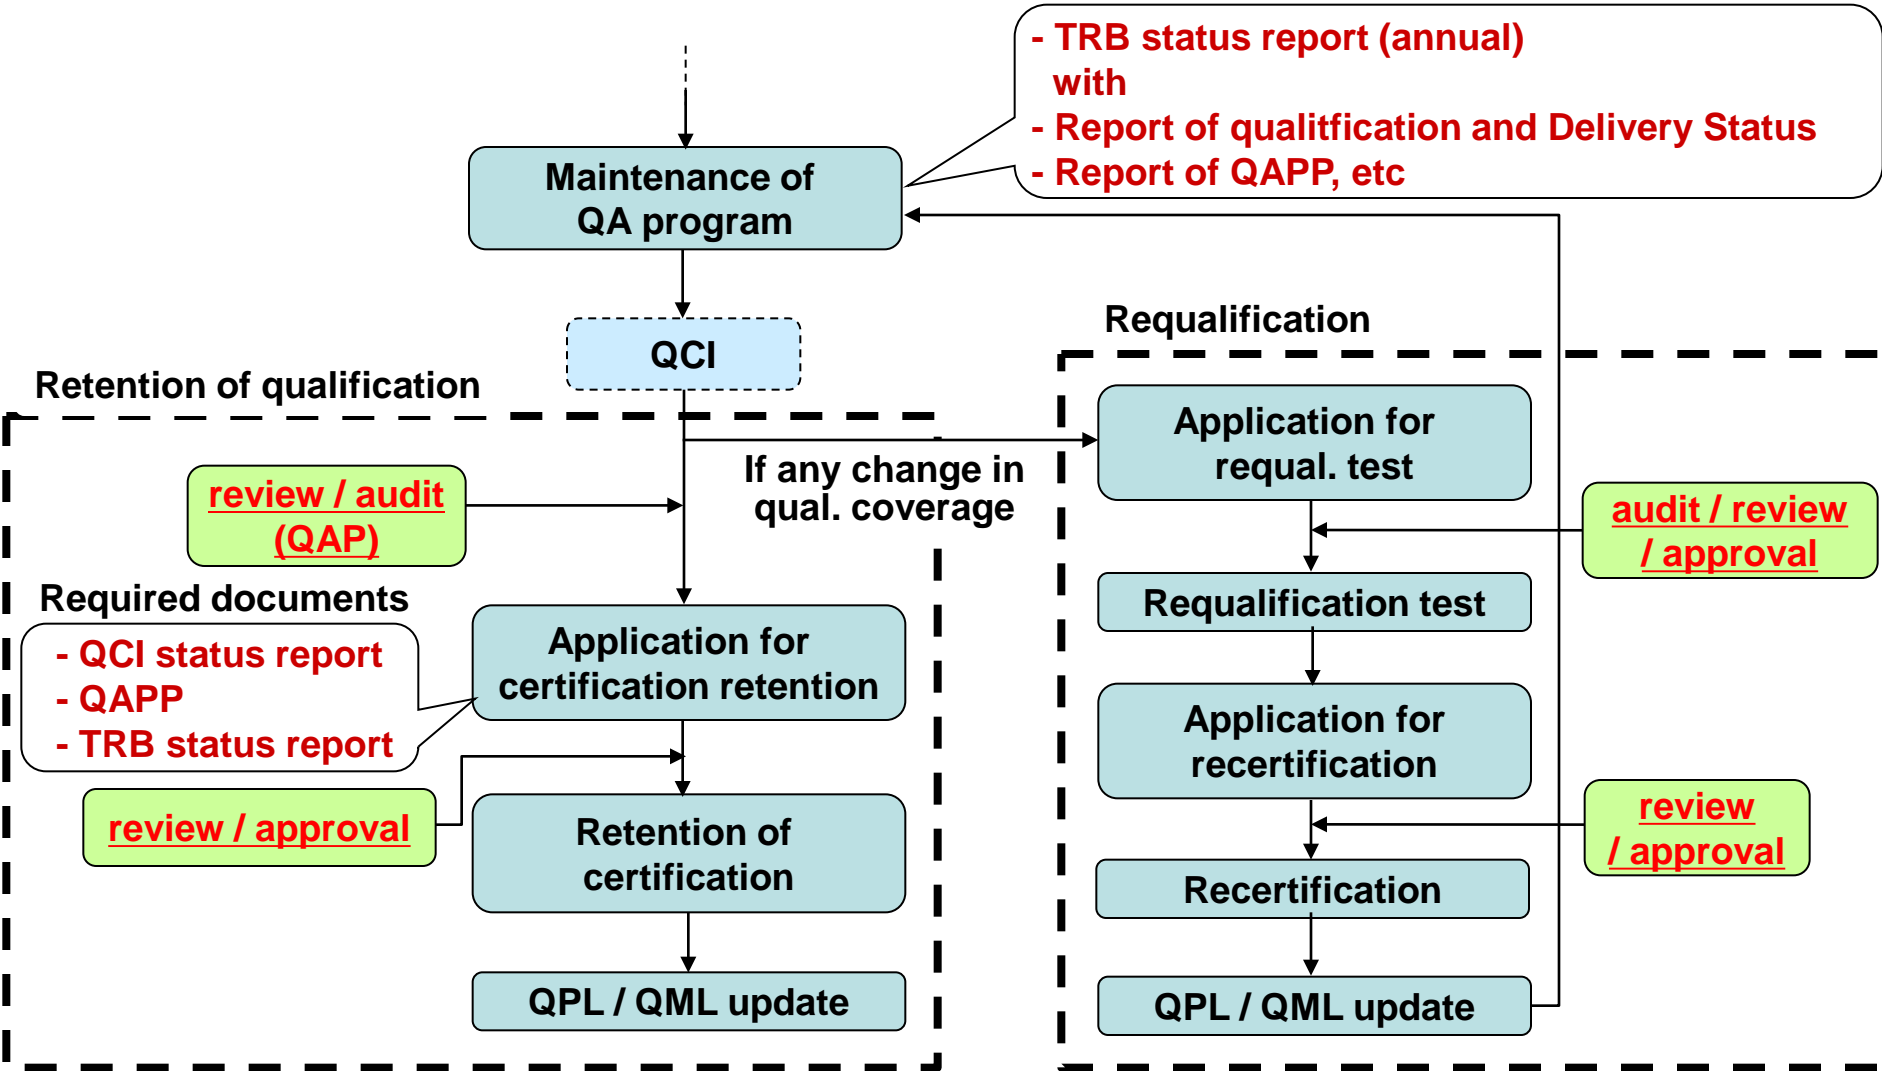 - TRB status report (annual)
with
- Report of qualitfication and Delivery Status
- Report of QAPP, etc
Maintenance of
QA program
QCI
Requalification
Retention of qualification
Application for
requal. test
If any change in
qual. coverage
review / audit
(QAP)
audit / review
/ approval
Requalification test
Required documents
- QCI status report
- QAPP
- TRB status report
Application for
certification retention
Application for
recertification
review / approval
Retention of
certification
review
/ approval
Recertification
QPL / QML update
QPL / QML update